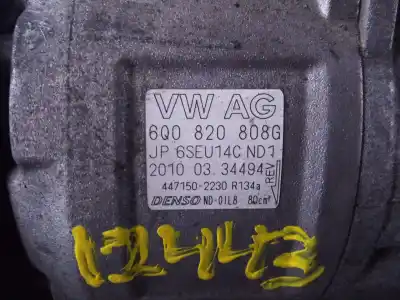 VW AG
6Q0 820 808G
JP 6SEU14C ND1
2010 03. 34494
REV
447150-2230 R134a
DENSO ND-OIL8 80cm³
12443